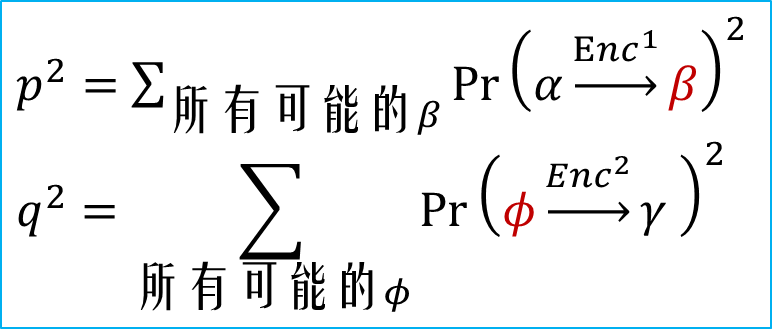 p² = ∑所有可能的β Pr(α —Enc¹→ β)²
q² = ∑所有可能的ϕ Pr(ϕ —Enc²→ γ)²